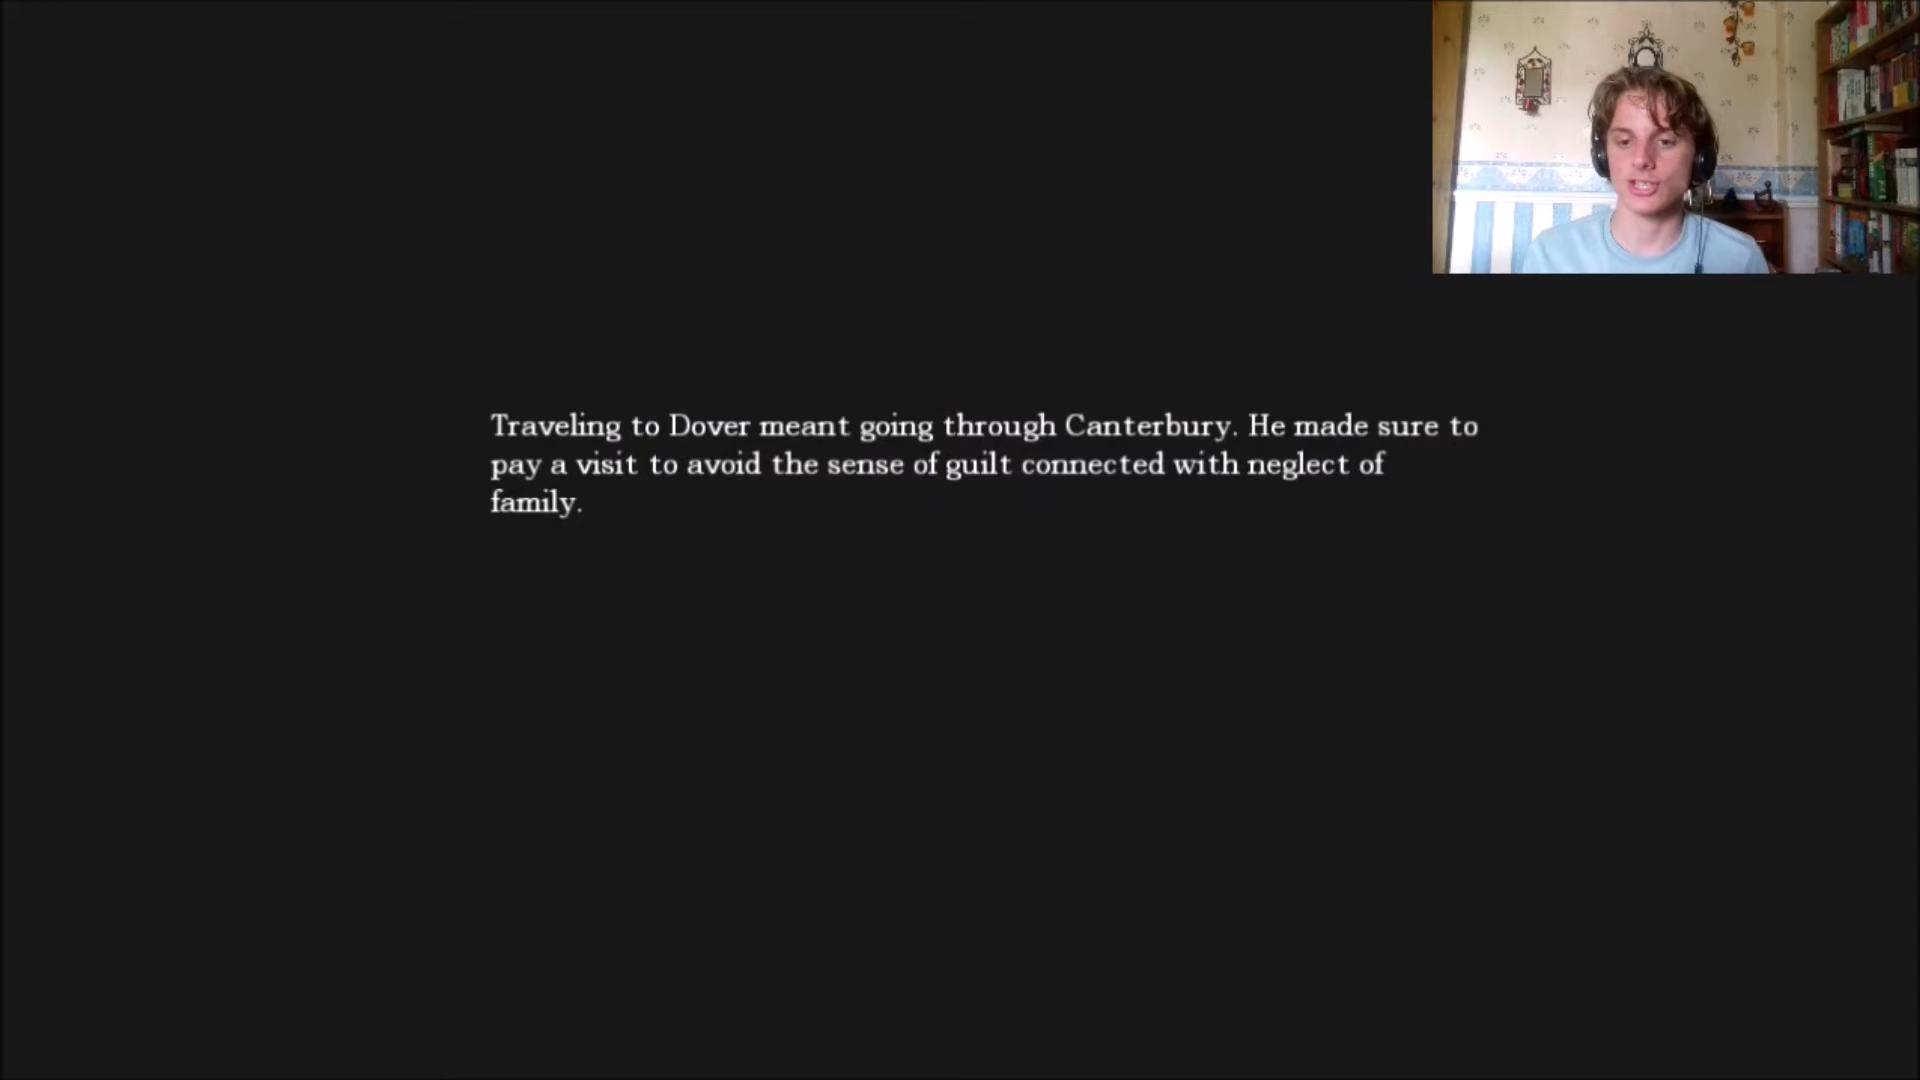 Traveling to Dover meant going through Canterbury. He made sure to
pay a visit to avoid the sense of guilt connected with neglect of
family.